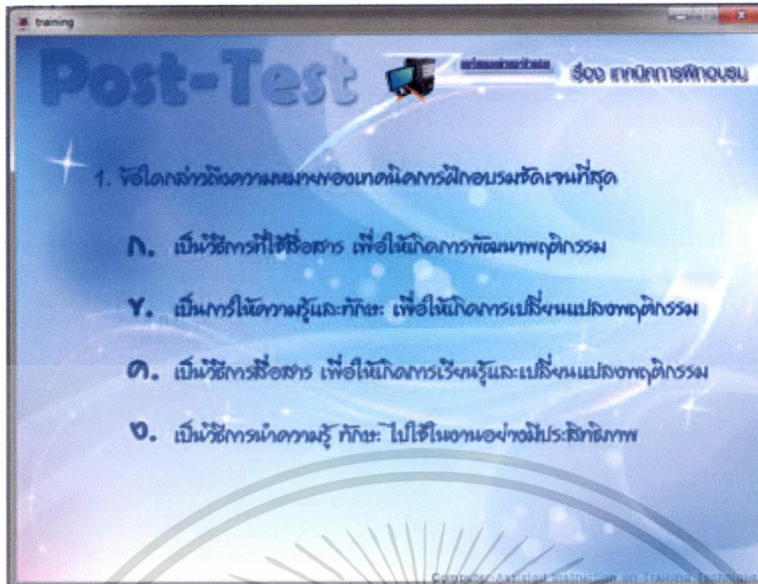 training
Post-Test
เรื่อง เทคนิคการฝึกอบรม
1. ข้อใดกล่าวถึงความหมายของเทคนิคการฝึกอบรมชัดเจนที่สุด
ก. เป็นวิธีการที่ใช้สื่อสาร เพื่อให้เกิดการพัฒนาพฤติกรรม
ข. เป็นการให้ความรู้และทักษะ เพื่อให้เกิดการเปลี่ยนแปลงพฤติกรรม
ค. เป็นวิธีการสื่อสาร เพื่อให้เกิดการเรียนรู้และเปลี่ยนแปลงพฤติกรรม
ง. เป็นวิธีการนำความรู้ ทักษะ ไปใช้ในงานอย่างมีประสิทธิภาพ
Computer Assisted Instruction on Training Technique